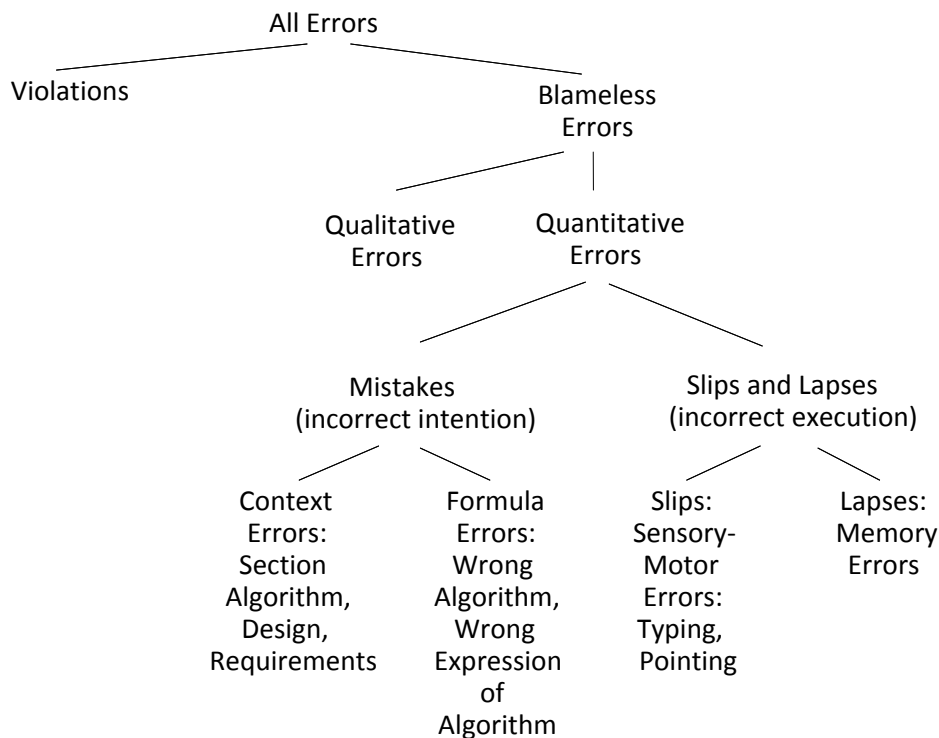 All Errors
Violations
Blameless
Errors
Qualitative
Errors
Quantitative
Errors
Mistakes
(incorrect intention)
Slips and Lapses
(incorrect execution)
Context
Errors:
Section
Algorithm,
Design,
Requirements
Formula
Errors:
Wrong
Algorithm,
Wrong
Expression
of
Algorithm
Slips:
Sensory-
Motor
Errors:
Typing,
Pointing
Lapses:
Memory
Errors